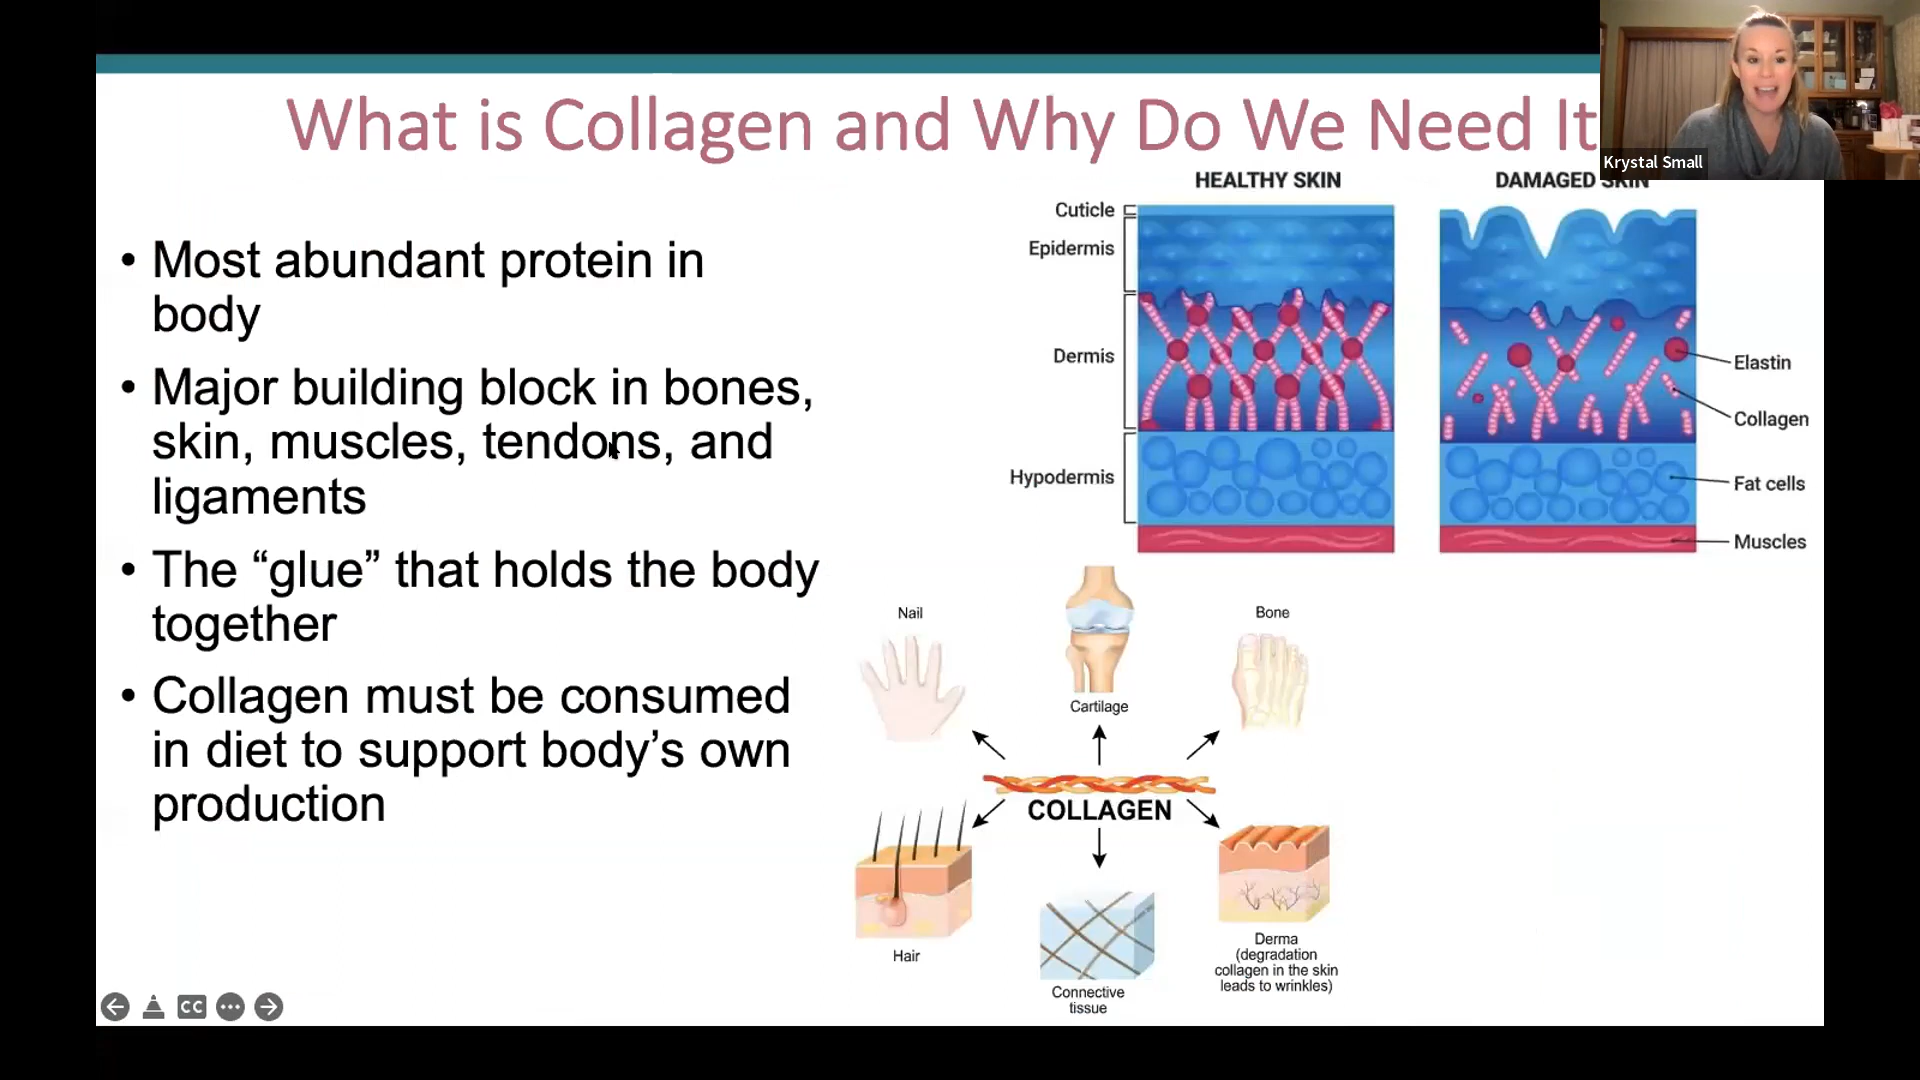 What is Collagen and Why Do We Need It
Krystal Small
• Most abundant protein in
body
• Major building block in bones,
skin, muscles, tendons, and
ligaments
• The “glue” that holds the body
together
• Collagen must be consumed
in diet to support body’s own
production
HEALTHY SKIN
DAMAGED SKIN
Cuticle
Epidermis
Dermis
Hypodermis
Elastin
Collagen
Fat cells
Muscles
Nail
Cartilage
Bone
COLLAGEN
Hair
Connective
tissue
Derma
(degradation
collagen in the skin
leads to wrinkles)
CC